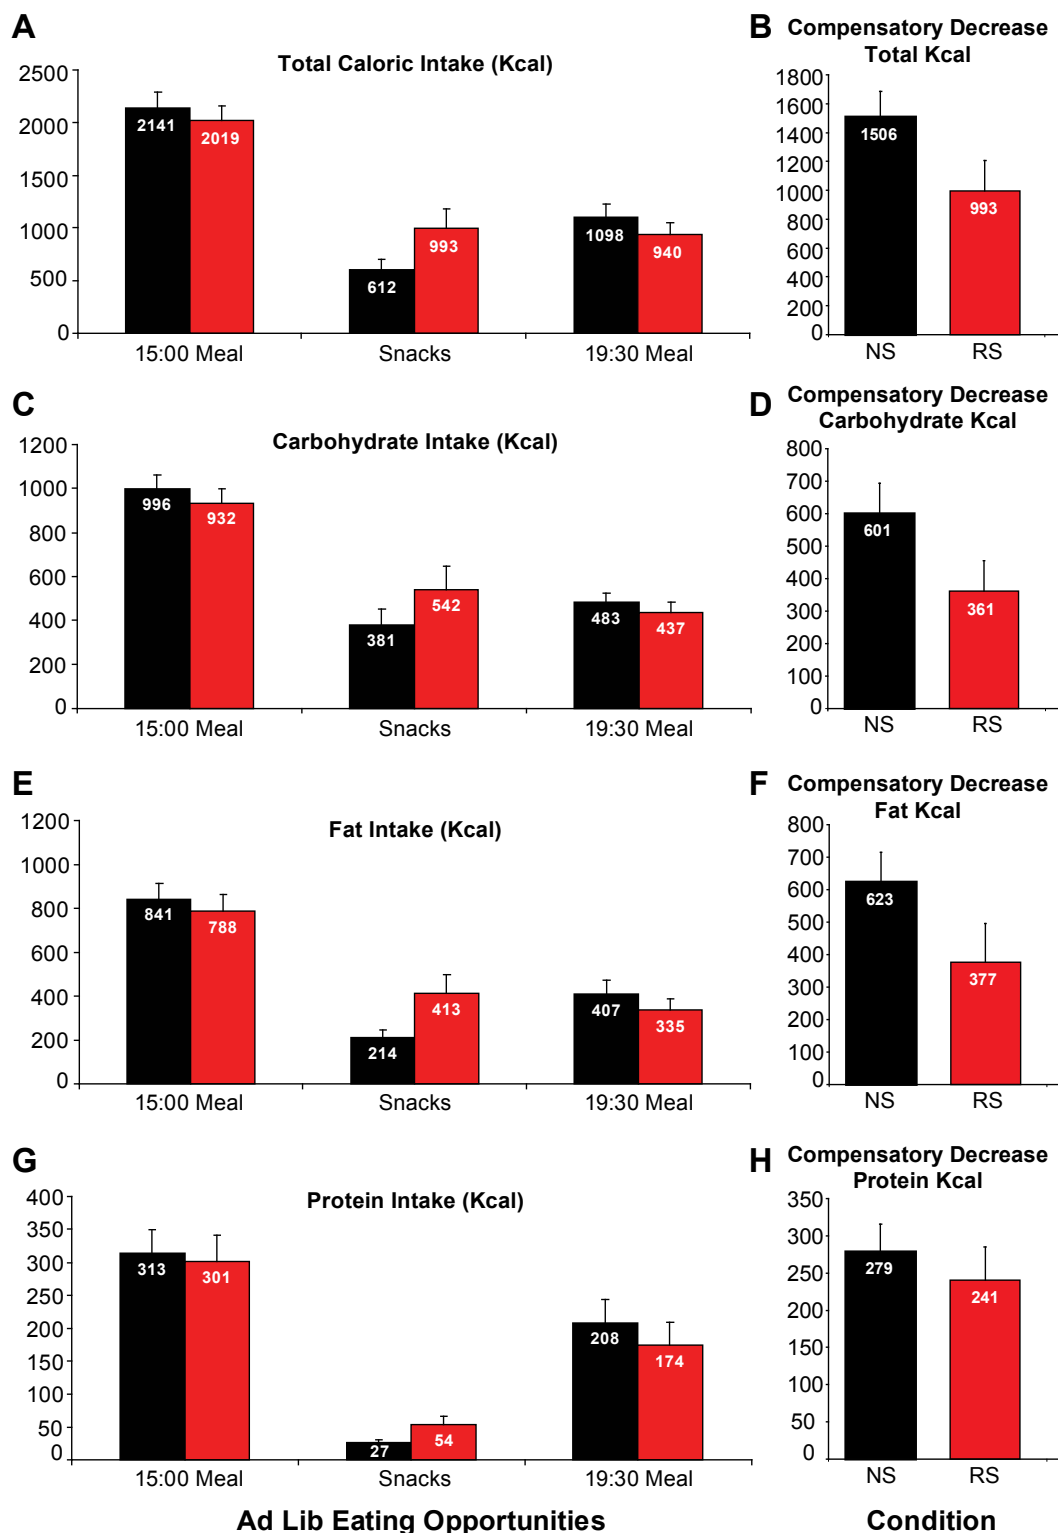 A
Total Caloric Intake (Kcal)
2500
2000
1500
1000
500
0
2141
2019
612
993
1098
940
15:00 Meal
Snacks
19:30 Meal
B
Compensatory Decrease
Total Kcal
1800
1600
1400
1200
1000
800
600
400
200
0
1506
993
NS
RS
C
Carbohydrate Intake (Kcal)
1200
1000
800
600
400
200
0
996
932
381
542
483
437
15:00 Meal
Snacks
19:30 Meal
D
Compensatory Decrease
Carbohydrate Kcal
800
700
600
500
400
300
200
100
0
601
361
NS
RS
E
Fat Intake (Kcal)
1200
1000
800
600
400
200
0
841
788
214
413
407
335
15:00 Meal
Snacks
19:30 Meal
F
Compensatory Decrease
Fat Kcal
800
700
600
500
400
300
200
100
0
623
377
NS
RS
G
Protein Intake (Kcal)
400
350
300
250
200
150
100
50
0
313
301
27
54
208
174
15:00 Meal
Snacks
19:30 Meal
H
Compensatory Decrease
Protein Kcal
350
300
250
200
150
100
50
0
279
241
NS
RS
Ad Lib Eating Opportunities
Condition